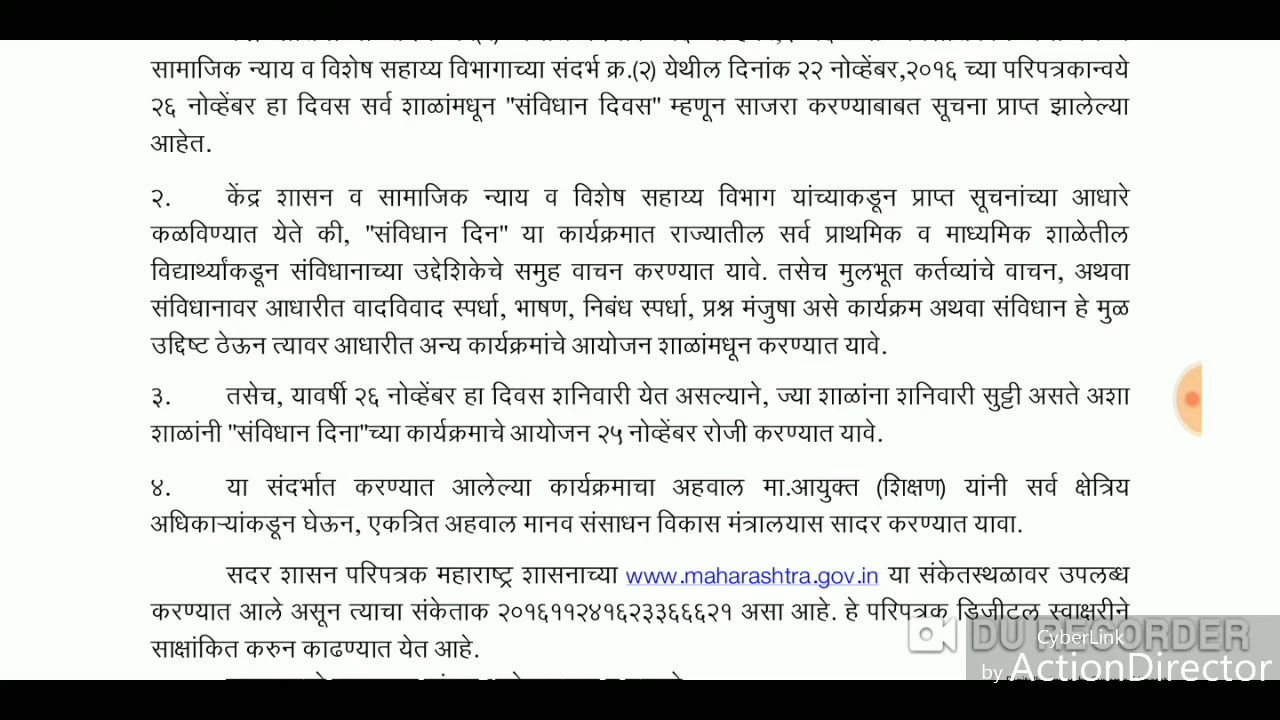 सामाजिक न्याय व विशेष सहाय्य विभागाच्या संदर्भ क्र.(२) येथील दिनांक २२ नोव्हेंबर,२०१६ च्या परिपत्रकान्वये
२६ नोव्हेंबर हा दिवस सर्व शाळांमधून "संविधान दिवस" म्हणून साजरा करण्याबाबत सूचना प्राप्त झालेल्या
आहेत.
२. केंद्र शासन व सामाजिक न्याय व विशेष सहाय्य विभाग यांच्याकडून प्राप्त सूचनांच्या आधारे
कळविण्यात येते की, "संविधान दिन" या कार्यक्रमात राज्यातील सर्व प्राथमिक व माध्यमिक शाळेतील
विद्यार्थ्यांकडून संविधानाच्या उद्देशिकेचे समुह वाचन करण्यात यावे. तसेच मुलभूत कर्तव्यांचे वाचन, अथवा
संविधानावर आधारीत वादविवाद स्पर्धा, भाषण, निबंध स्पर्धा, प्रश्न मंजुषा असे कार्यक्रम अथवा संविधान हे मुळ
उद्दिष्ट ठेऊन त्यावर आधारीत अन्य कार्यक्रमांचे आयोजन शाळांमधून करण्यात यावे.
३. तसेच, यावर्षी २६ नोव्हेंबर हा दिवस शनिवारी येत असल्याने, ज्या शाळांना शनिवारी सुट्टी असते अशा
शाळांनी "संविधान दिना"च्या कार्यक्रमाचे आयोजन २५ नोव्हेंबर रोजी करण्यात यावे.
४. या संदर्भात करण्यात आलेल्या कार्यक्रमाचा अहवाल मा.आयुक्त (शिक्षण) यांनी सर्व क्षेत्रिय
अधिकाऱ्यांकडून घेऊन, एकत्रित अहवाल मानव संसाधन विकास मंत्रालयास सादर करण्यात यावा.
सदर शासन परिपत्रक महाराष्ट्र शासनाच्या www.maharashtra.gov.in या संकेतस्थळावर उपलब्ध
करण्यात आले असून त्याचा संकेताक २०१६११२४१६२३३६६६२१ असा आहे. हे परिपत्रक डिजीटल स्वाक्षरीने
साक्षांकित करुन काढण्यात येत आहे.
DU RECORDER
CyberLink
by ActionDirector